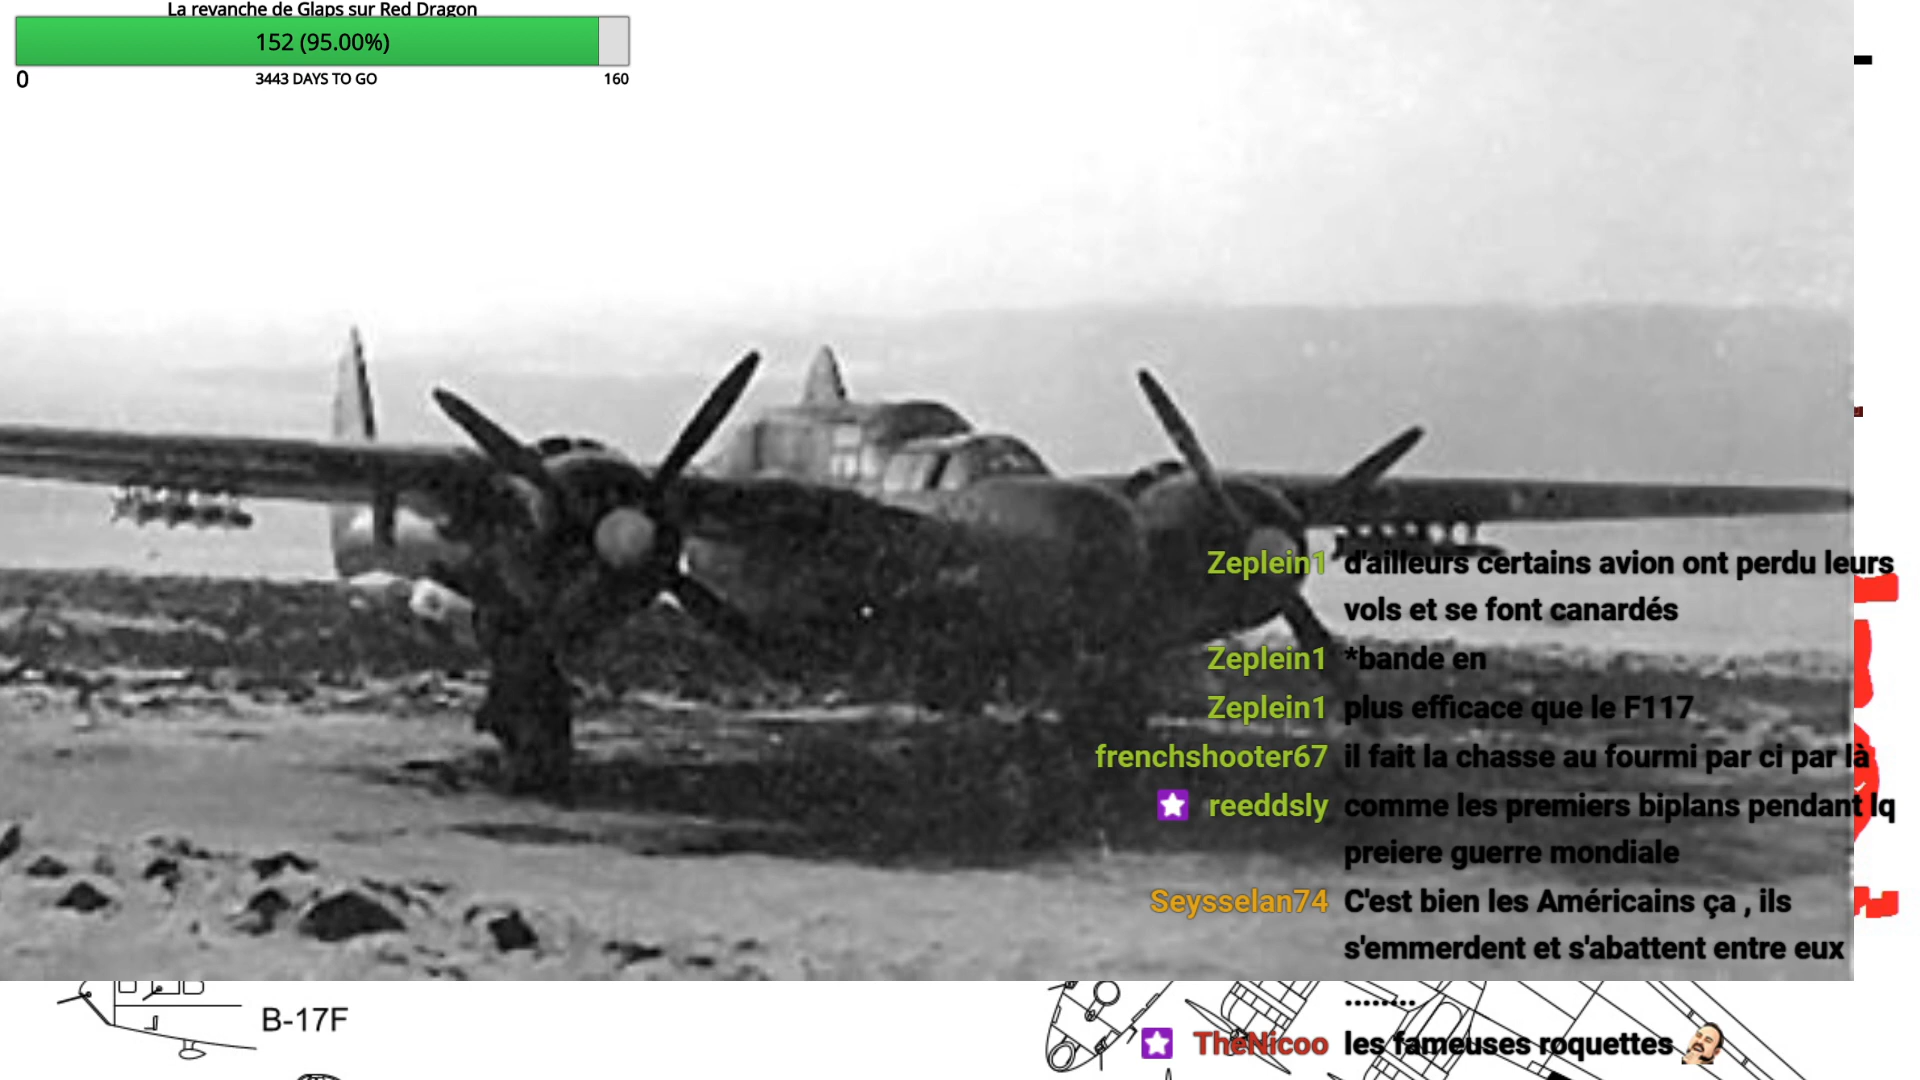 La revanche de Glaps sur Red Dragon
152 (95.00%)
0 3443 DAYS TO GO 160
Zeplein1 d'ailleurs certains avion ont perdu leurs
vols et se font canardés
Zeplein1 *bande en
Zeplein1 plus efficace que le F117
frenchshooter67 il fait la chasse au fourmi par ci par là
reeddsly comme les premiers biplans pendant lq
preiere guerre mondiale
Seysselan74 C'est bien les Américains ça , ils
s'emmerdent et s'abattent entre eux
........
B-17F
TheNicoo les fameuses roquettes